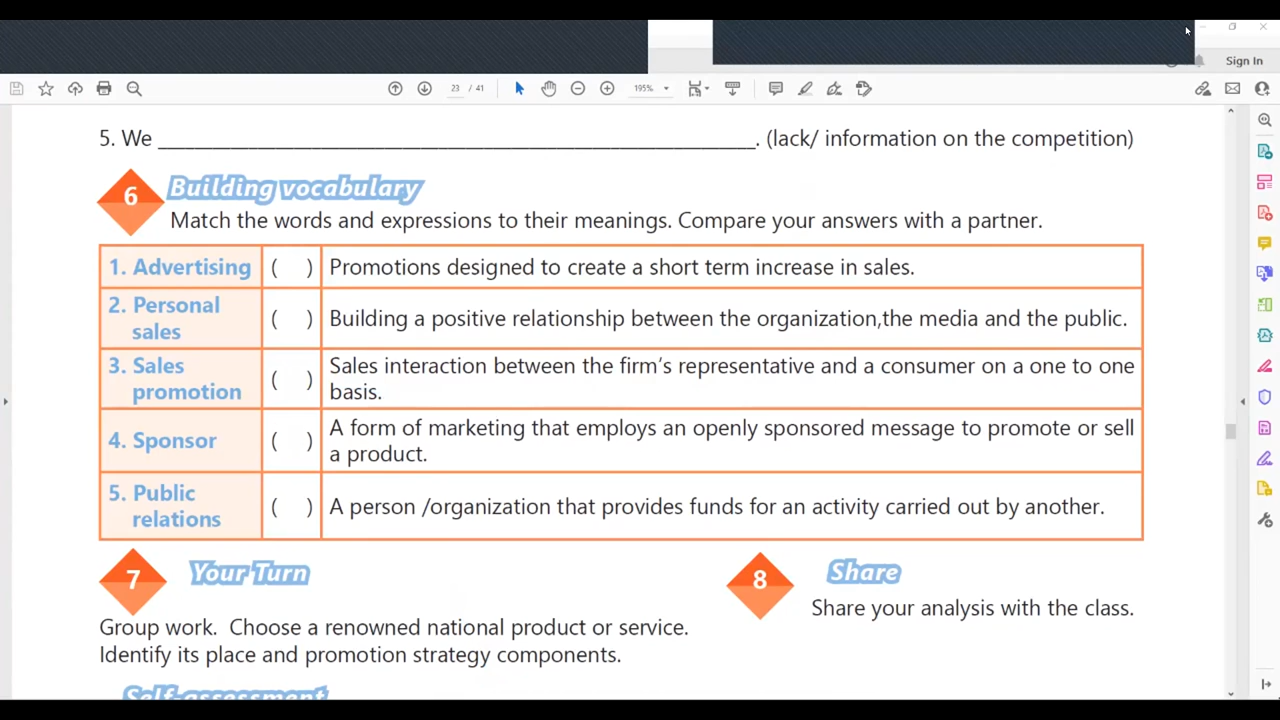 Sign In
23 / 41
195%
5. We ______________________________________________. (lack/ information on the competition)
6
Building vocabulary
Match the words and expressions to their meanings. Compare your answers with a partner.
1. Advertising ( ) Promotions designed to create a short term increase in sales.
2. Personal
sales
( ) Building a positive relationship between the organization,the media and the public.
3. Sales
promotion
( ) Sales interaction between the firm's representative and a consumer on a one to one
basis.
4. Sponsor ( ) A form of marketing that employs an openly sponsored message to promote or sell
a product.
5. Public
relations
( ) A person /organization that provides funds for an activity carried out by another.
7
Your Turn
Group work. Choose a renowned national product or service.
Identify its place and promotion strategy components.
8
Share
Share your analysis with the class.
Self-assessment